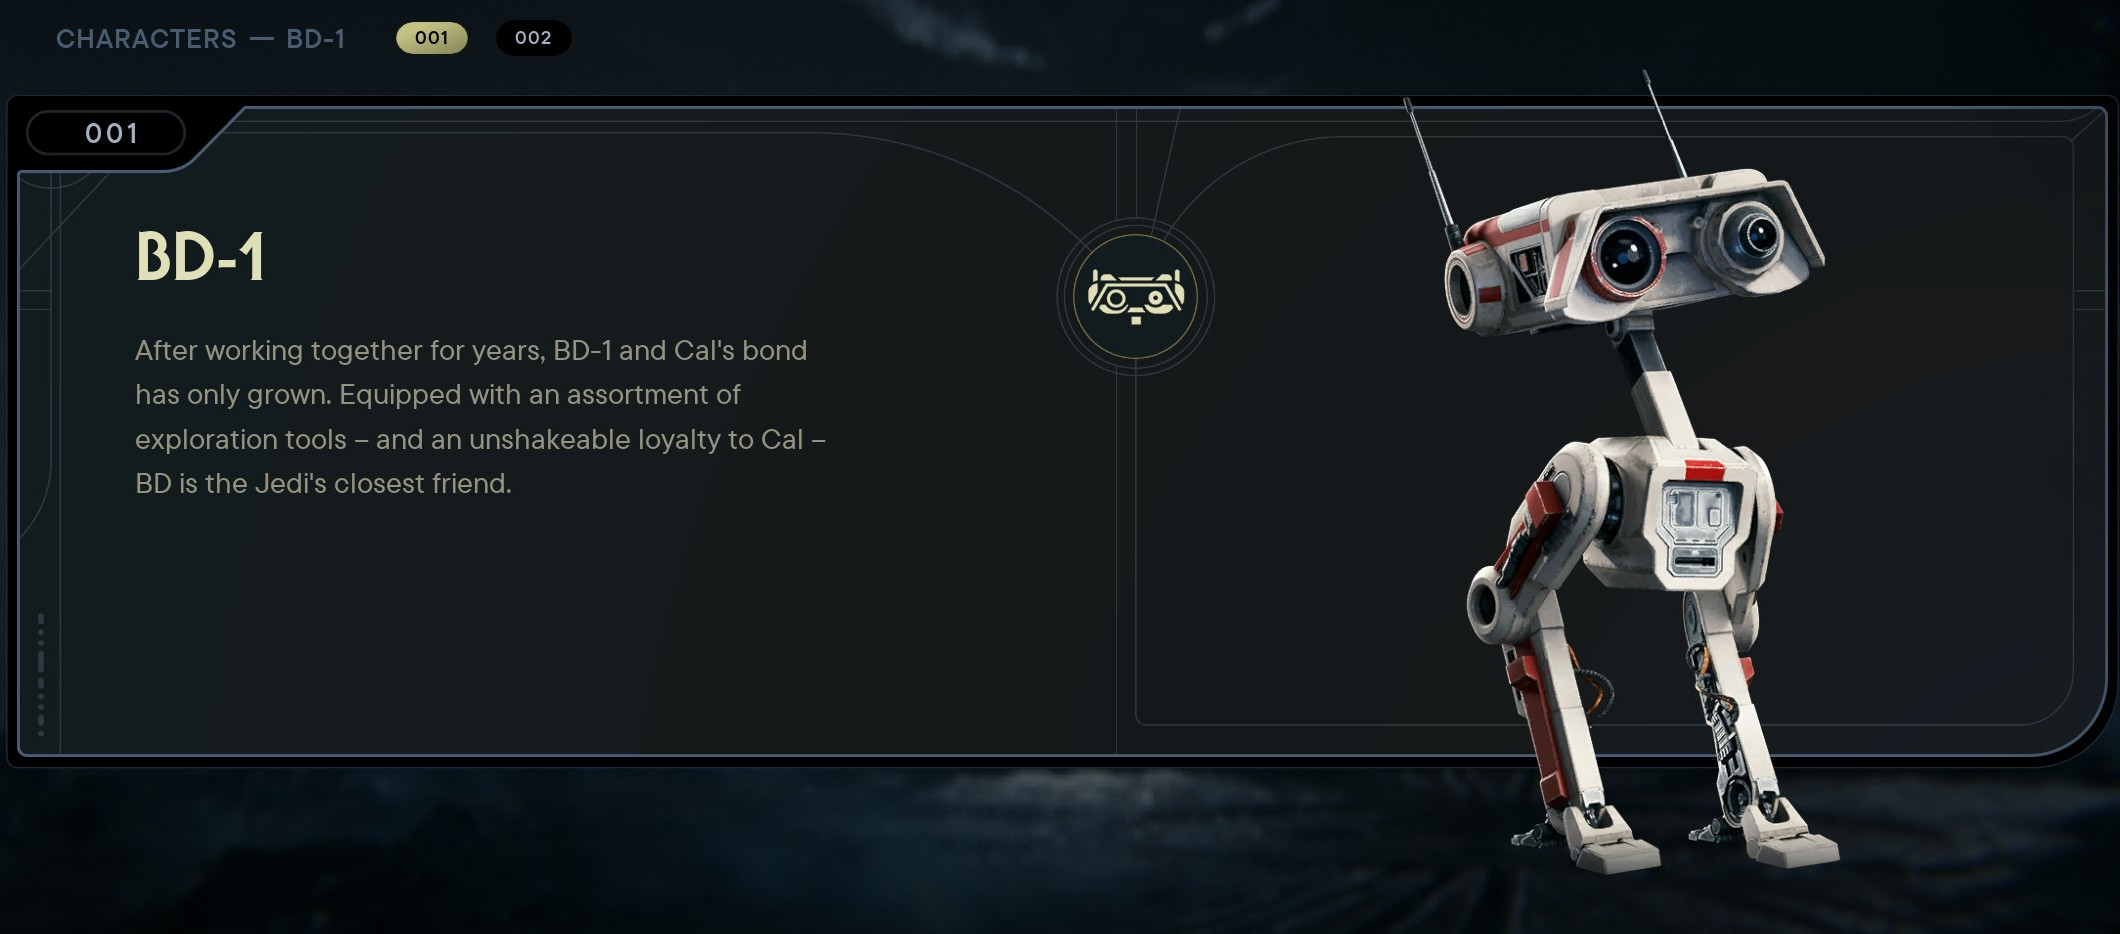 CHARACTERS — BD-1
001
002
001
BD-1
After working together for years, BD-1 and Cal's bond
has only grown. Equipped with an assortment of
exploration tools – and an unshakeable loyalty to Cal –
BD is the Jedi's closest friend.